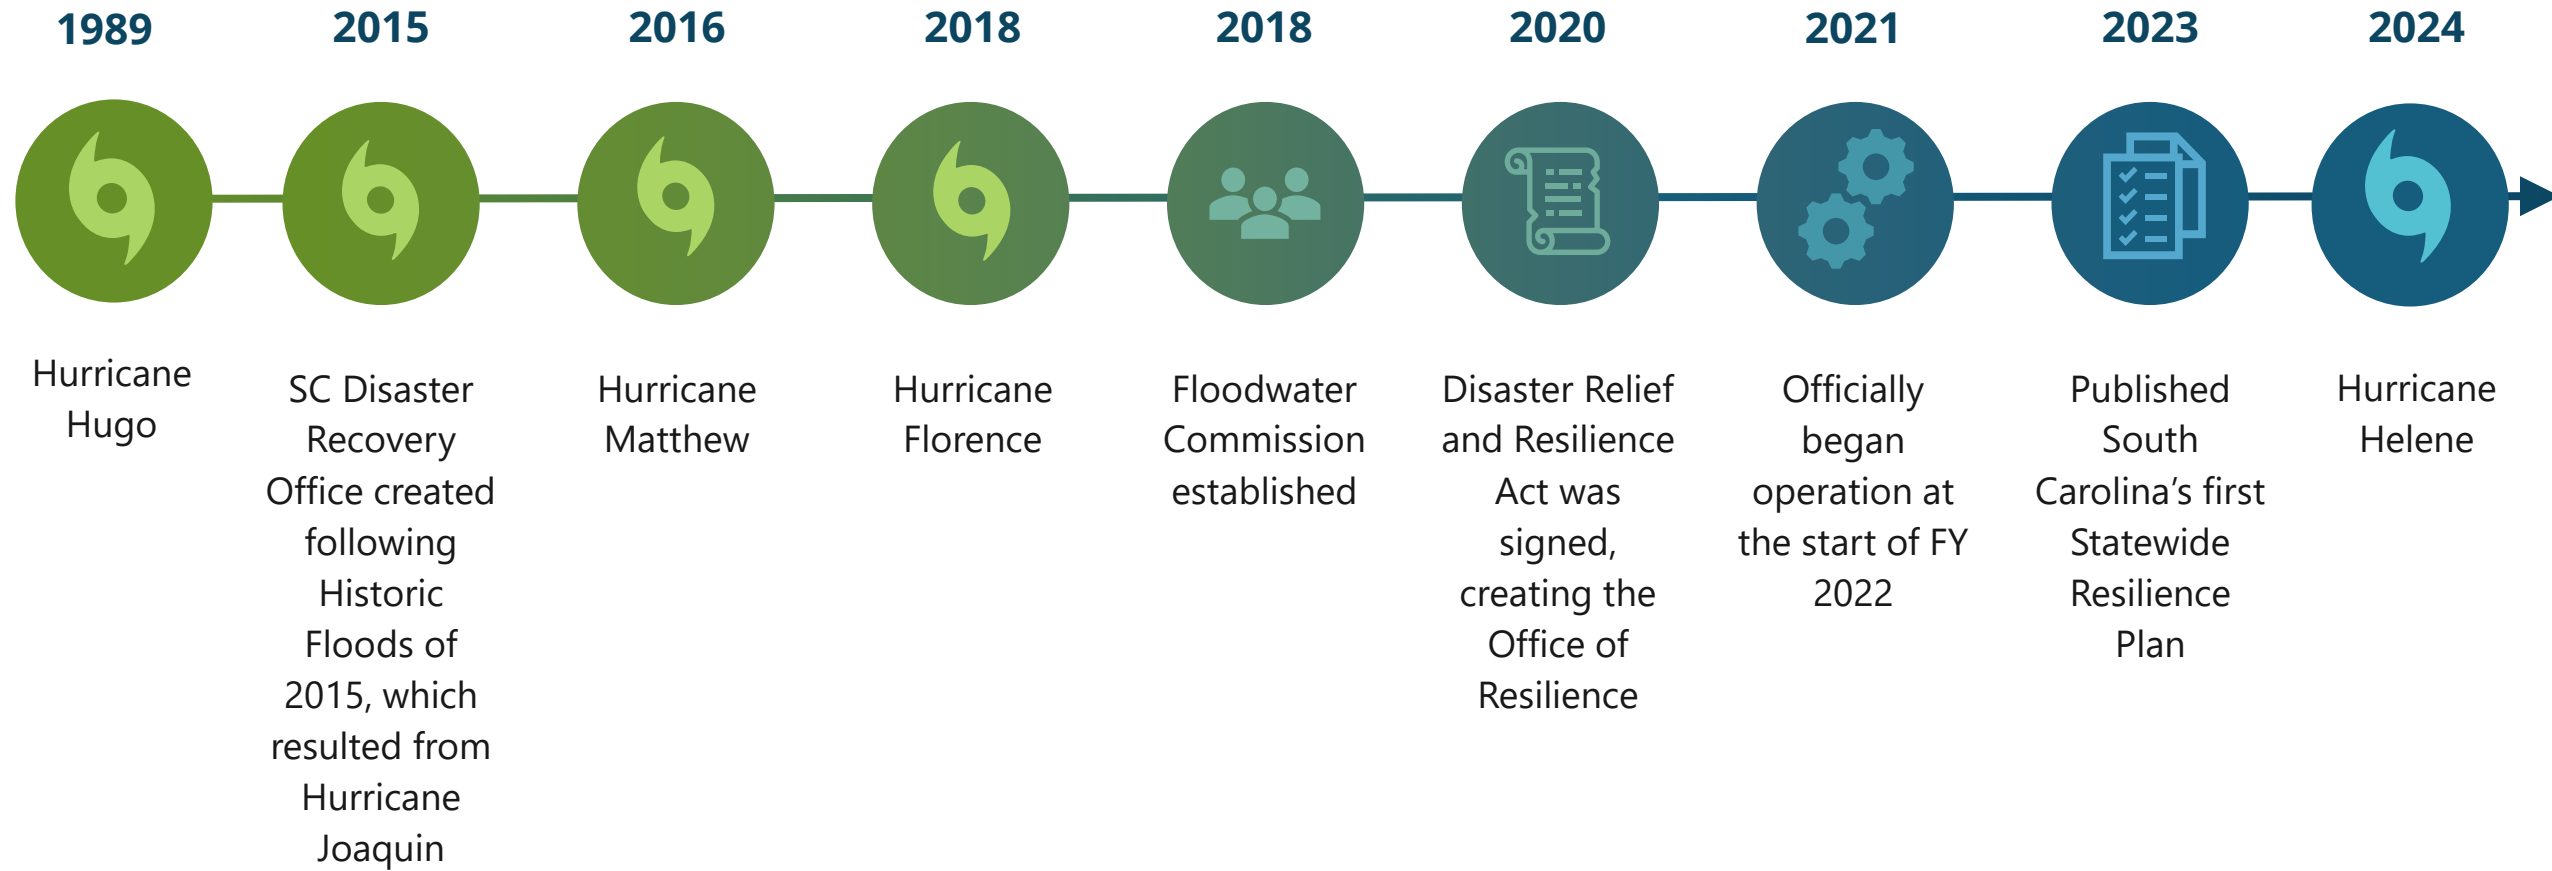 1989
Hurricane
Hugo
2015
SC Disaster
Recovery
Office created
following
Historic
Floods of
2015, which
resulted from
Hurricane
Joaquin
2016
Hurricane
Matthew
2018
Hurricane
Florence
2018
Floodwater
Commission
established
2020
Disaster Relief
and Resilience
Act was
signed,
creating the
Office of
Resilience
2021
Officially
began
operation at
the start of FY
2022
2023
Published
South
Carolina’s first
Statewide
Resilience
Plan
2024
Hurricane
Helene